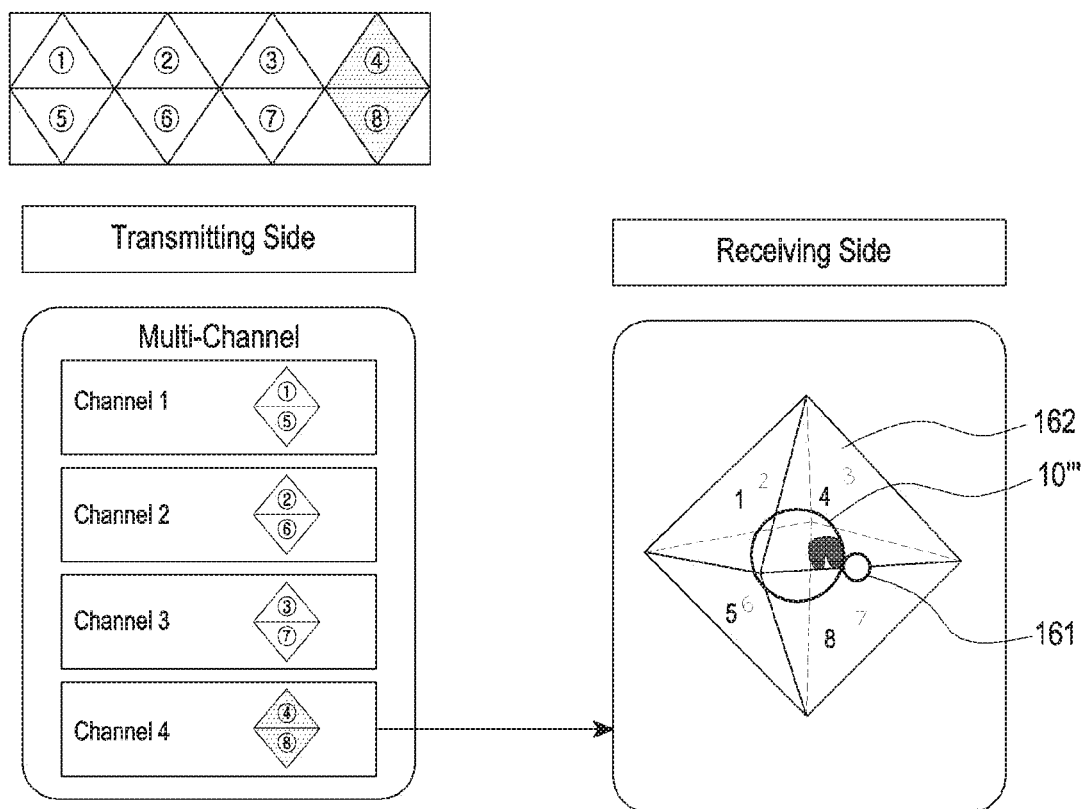 ① ② ③ ④
⑤ ⑥ ⑦ ⑧
Transmitting Side
Receiving Side
Multi-Channel
Channel 1
①
⑤
Channel 2
②
⑥
Channel 3
③
⑦
Channel 4
④
⑧
162
10'''
1 2 4 3
5 6 8 7
161